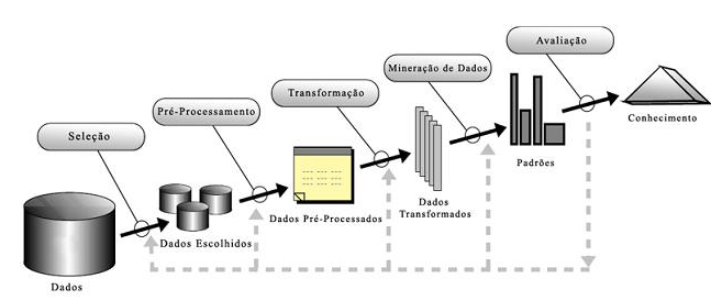 Avaliação
Mineração de Dados
Transformação
Pré-Processamento
Seleção
Conhecimento
Padrões
Dados
Transformados
Dados Pré-Processados
Dados Escolhidos
Dados